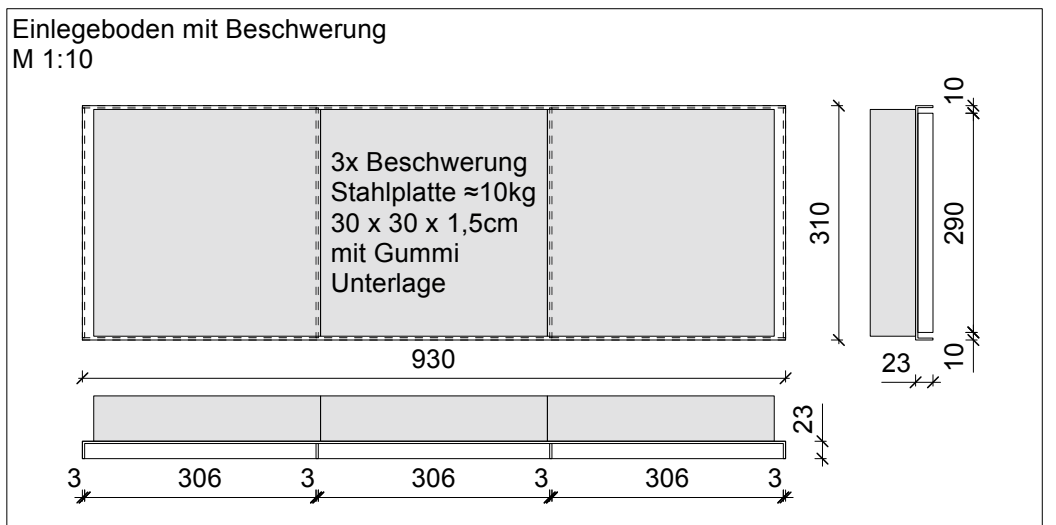 Einlegeboden mit Beschwerung
M 1:10
3x Beschwerung
Stahlplatte ≈10kg
30 x 30 x 1,5cm
mit Gummi
Unterlage
310
10
290
10
23
930
23
3 306 3 306 3 306 3